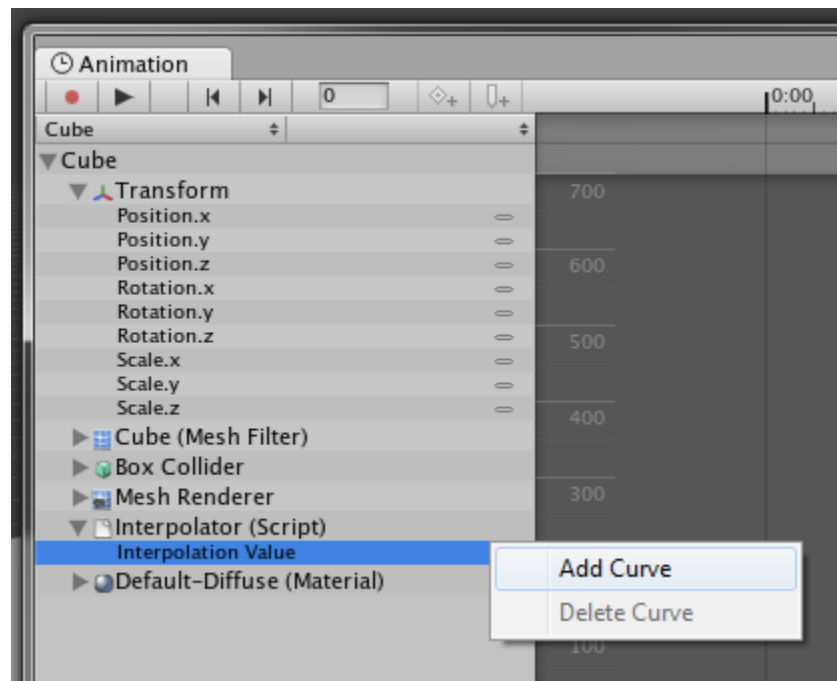 Animation
0
0:00
Cube
Cube
Transform
700
Position.x
Position.y
Position.z
600
Rotation.x
Rotation.y
Rotation.z
500
Scale.x
Scale.y
Scale.z
400
Cube (Mesh Filter)
Box Collider
Mesh Renderer
300
Interpolator (Script)
Interpolation Value
Add Curve
Default-Diffuse (Material)
Delete Curve
100